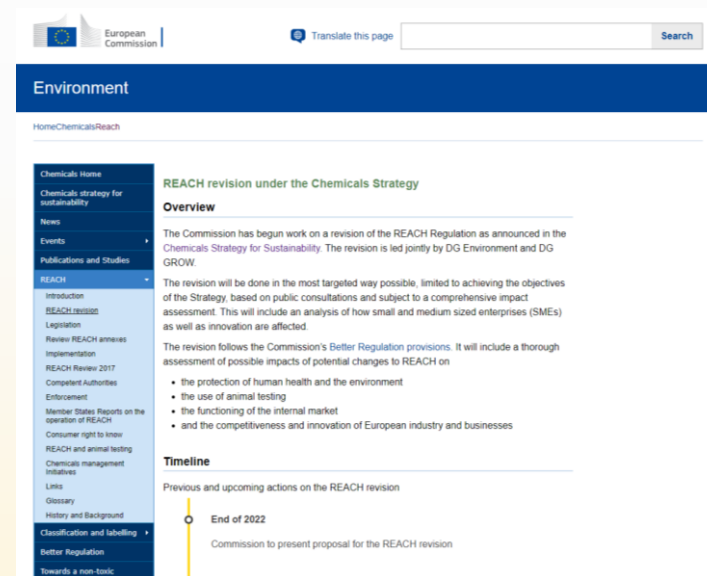 European
Commission
Translate this page
Search
Environment
HomeChemicalsReach
Chemicals Home
Chemicals strategy for
sustainability
News
Events
Publications and Studies
REACH
Introduction
REACH revision
Legislation
Review REACH annexes
Implementation
REACH Review 2017
Competent Authorities
Enforcement
Member States Reports on the
operation of REACH
Consumer right to know
REACH and animal testing
Chemicals management
Initiatives
Links
Glossary
History and Background
Classification and labelling
Better Regulation
Towards a non-toxic
REACH revision under the Chemicals Strategy
Overview
The Commission has begun work on a revision of the REACH Regulation as announced in the
Chemicals Strategy for Sustainability. The revision is led jointly by DG Environment and DG
GROW.
The revision will be done in the most targeted way possible, limited to achieving the objectives
of the Strategy, based on public consultations and subject to a comprehensive impact
assessment. This will include an analysis of how small and medium sized enterprises (SMEs)
as well as innovation are affected.
The revision follows the Commission's Better Regulation provisions. It will include a thorough
assessment of possible impacts of potential changes to REACH on
• the protection of human health and the environment
• the use of animal testing
• the functioning of the internal market
• and the competitiveness and innovation of European industry and businesses
Timeline
Previous and upcoming actions on the REACH revision
End of 2022
Commission to present proposal for the REACH revision